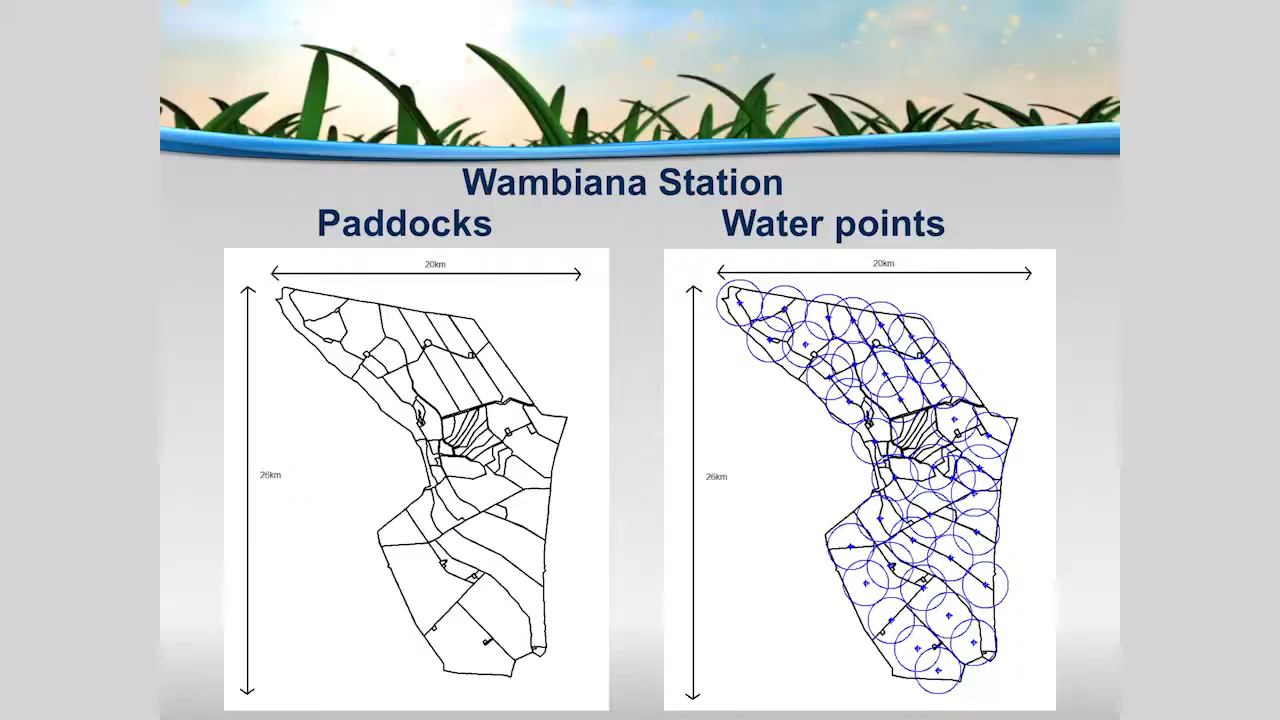 Wambiana Station
Paddocks
Water points
20km
26km
20km
26km